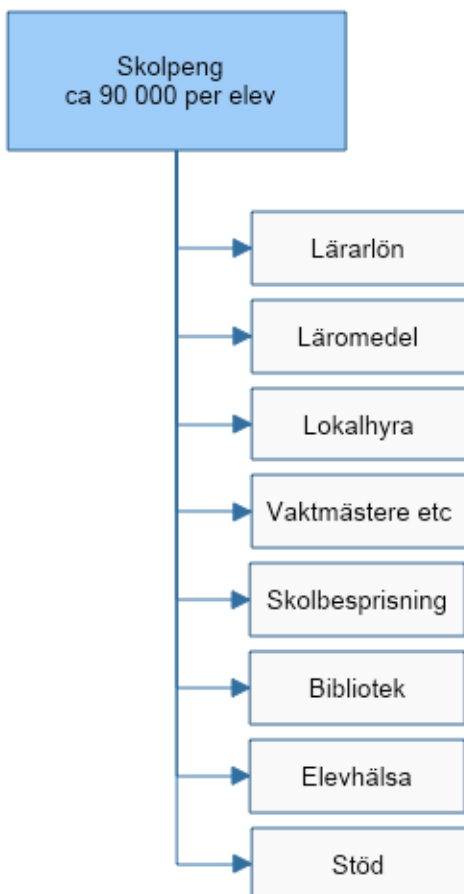 Skolpeng
ca 90 000 per elev
Lärarlön
Läromedel
Lokalhyra
Vaktmästere etc
Skolbesprisning
Bibliotek
Elevhälsa
Stöd